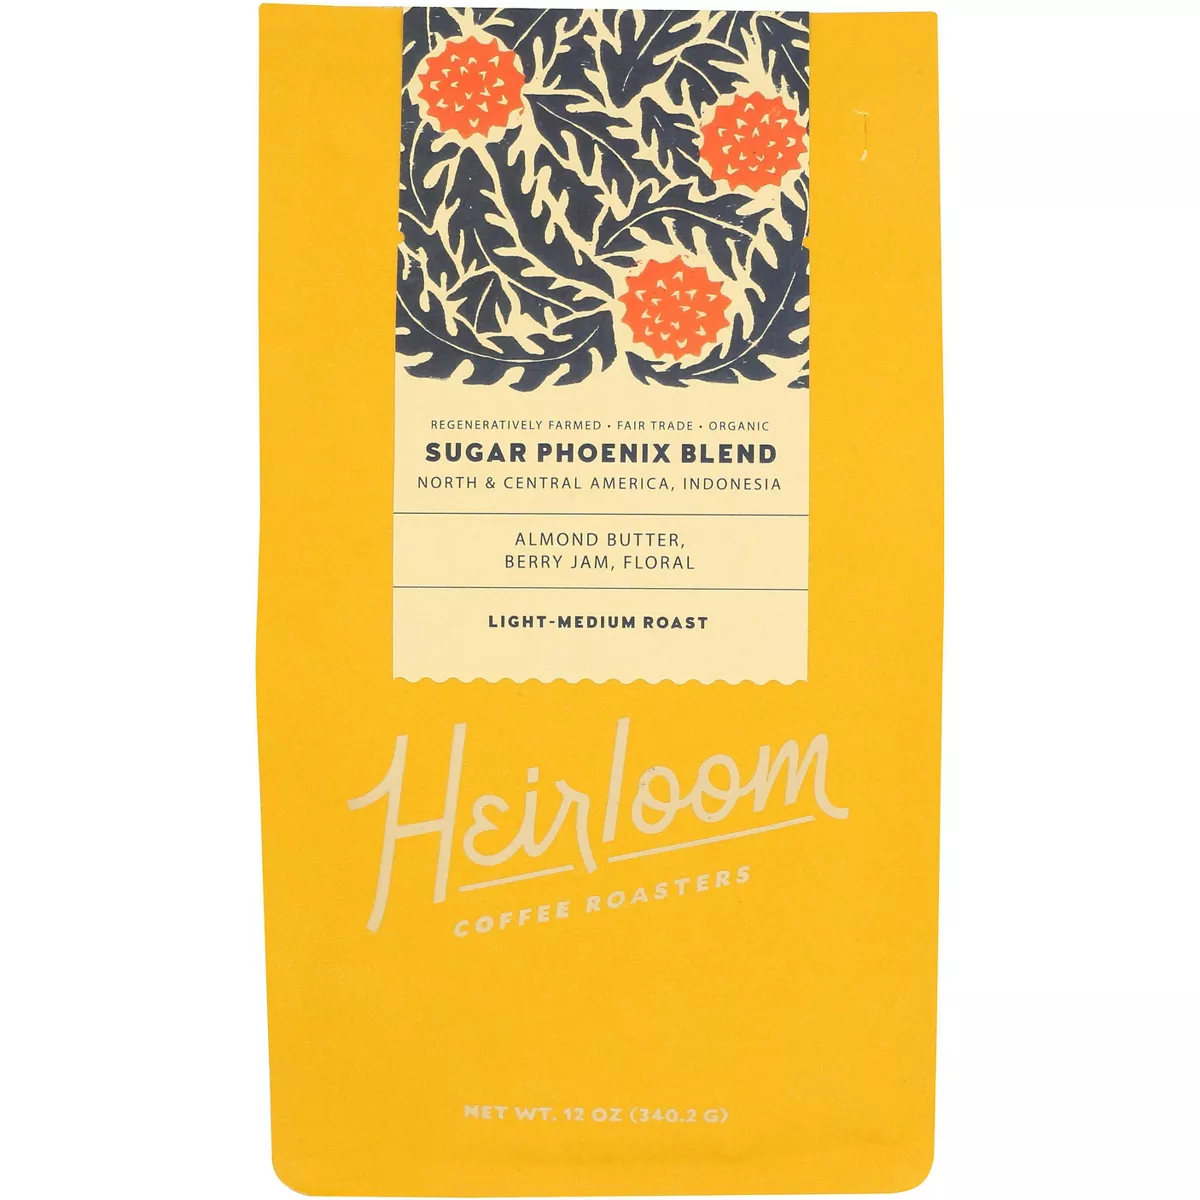 REGENERATIVELY FARMED • FAIR TRADE • ORGANIC
SUGAR PHOENIX BLEND
NORTH & CENTRAL AMERICA, INDONESIA
ALMOND BUTTER,
BERRY JAM, FLORAL
LIGHT-MEDIUM ROAST
Heirloom
COFFEE ROASTERS
NET WT. 12 OZ (340.2 G)